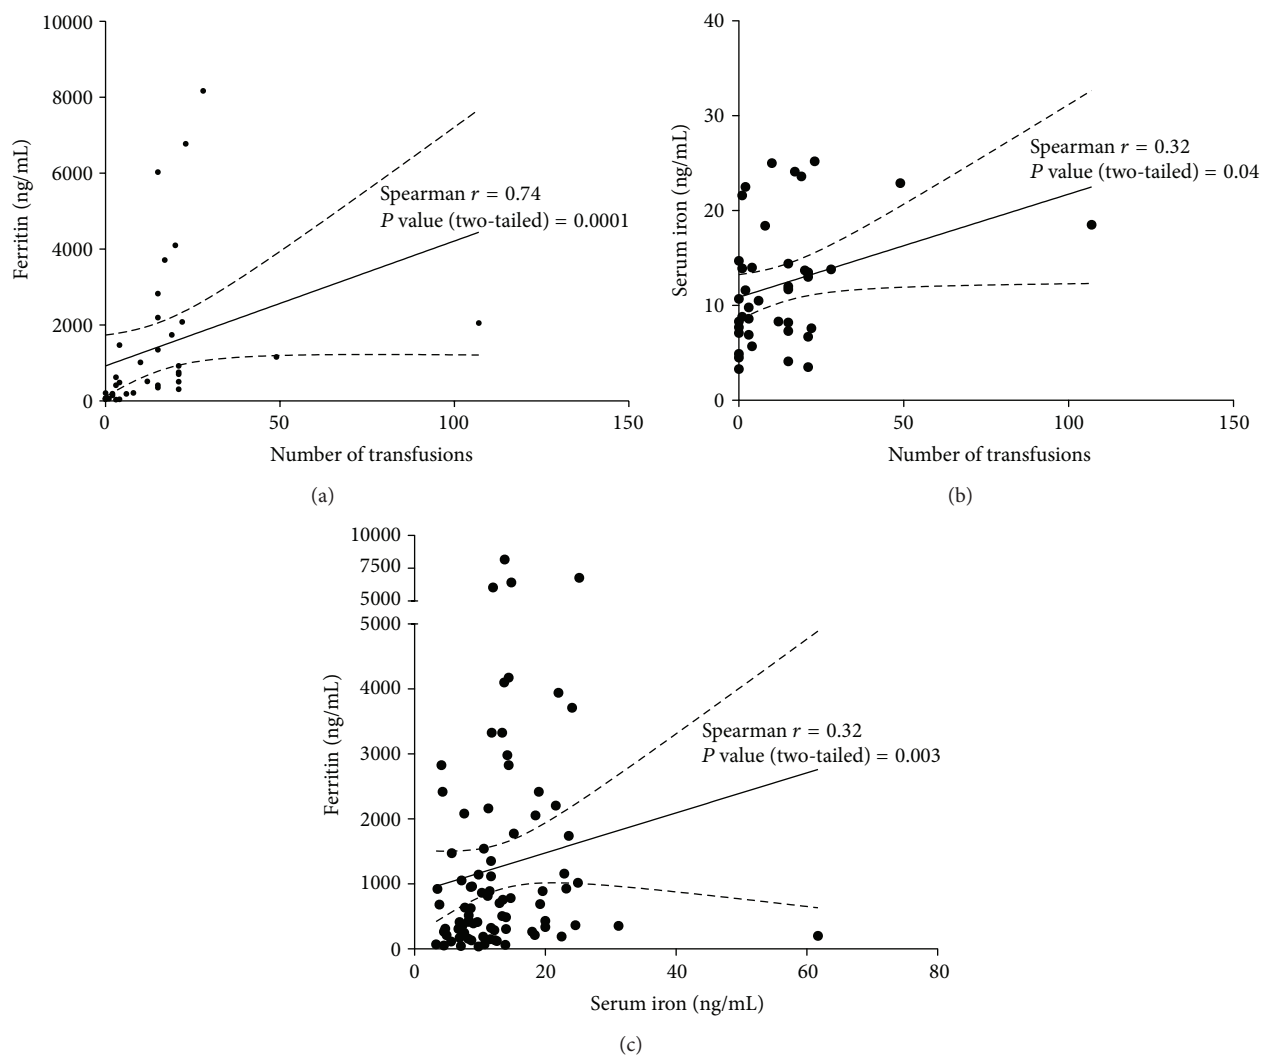 10000
8000
6000
4000
2000
0
Ferritin (ng/mL)
Spearman r = 0.74
P value (two-tailed) = 0.0001
0
50
100
150
Number of transfusions
(a)
40
30
20
10
0
Serum iron (ng/mL)
Spearman r = 0.32
P value (two-tailed) = 0.04
0
50
100
150
Number of transfusions
(b)
10000
7500
5000
5000
4000
3000
2000
1000
0
Ferritin (ng/mL)
Spearman r = 0.32
P value (two-tailed) = 0.003
0
20
40
60
80
Serum iron (ng/mL)
(c)